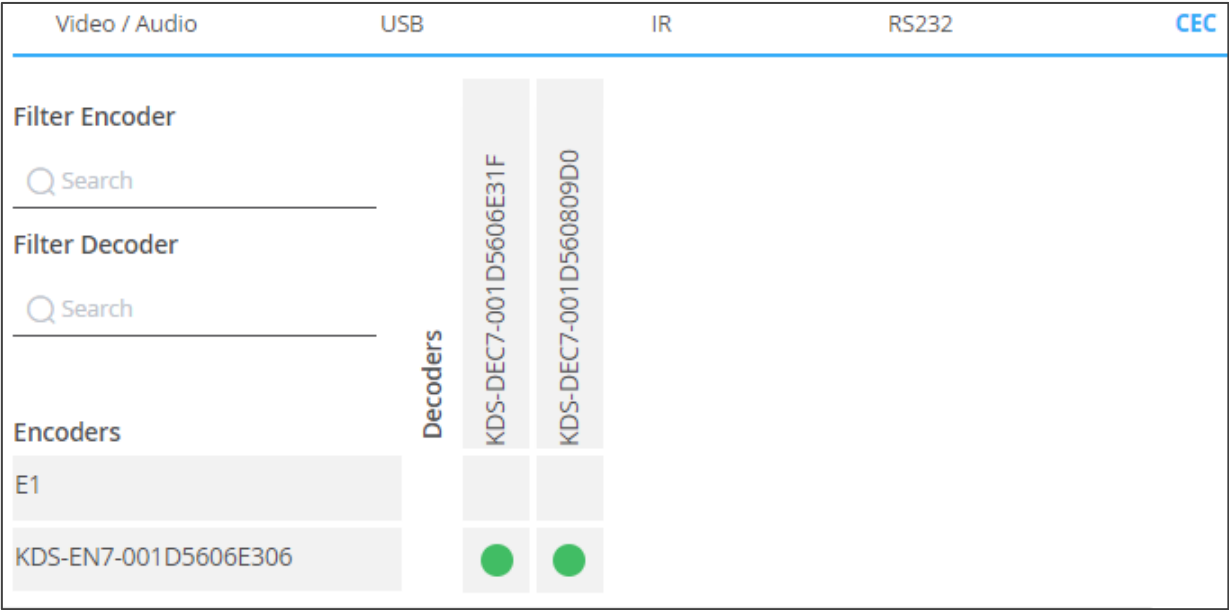 Video / Audio USB IR RS232 CEC
Filter Encoder
Search
Filter Decoder
Search
Encoders
Decoders
KDS-DEC7-001D5606E31F
KDS-DEC7-001D560809D0
E1
KDS-EN7-001D5606E306